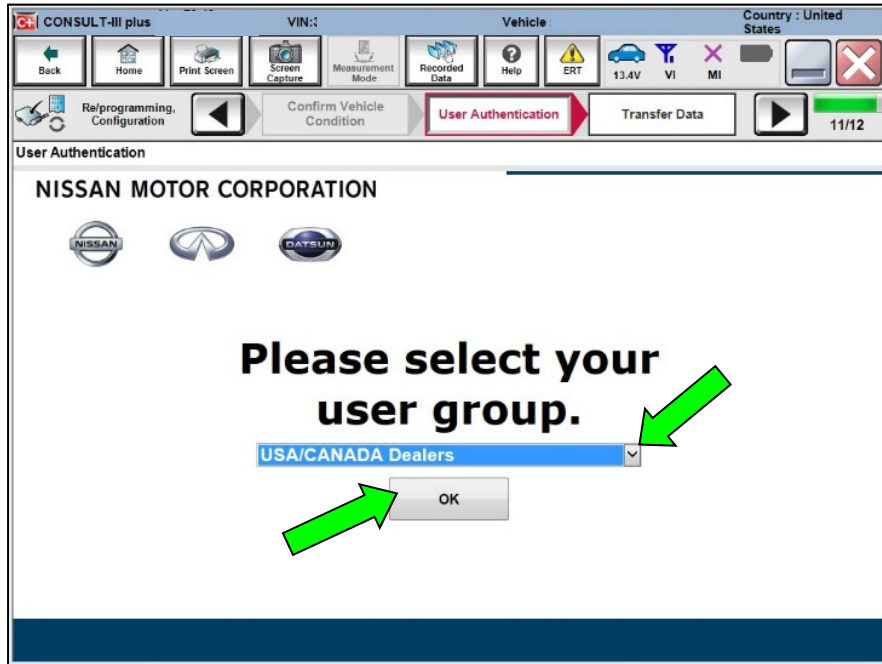 CONSULT-III plus VIN: Vehicle : Country : United States
Back Home Print Screen Screen Capture Measurement Mode Recorded Data Help ERT 13.4V VI MI
Re/programming, Configuration Confirm Vehicle Condition User Authentication Transfer Data 11/12
User Authentication
NISSAN MOTOR CORPORATION
NISSAN DATSUN
Please select your
user group.
USA/CANADA Dealers
OK